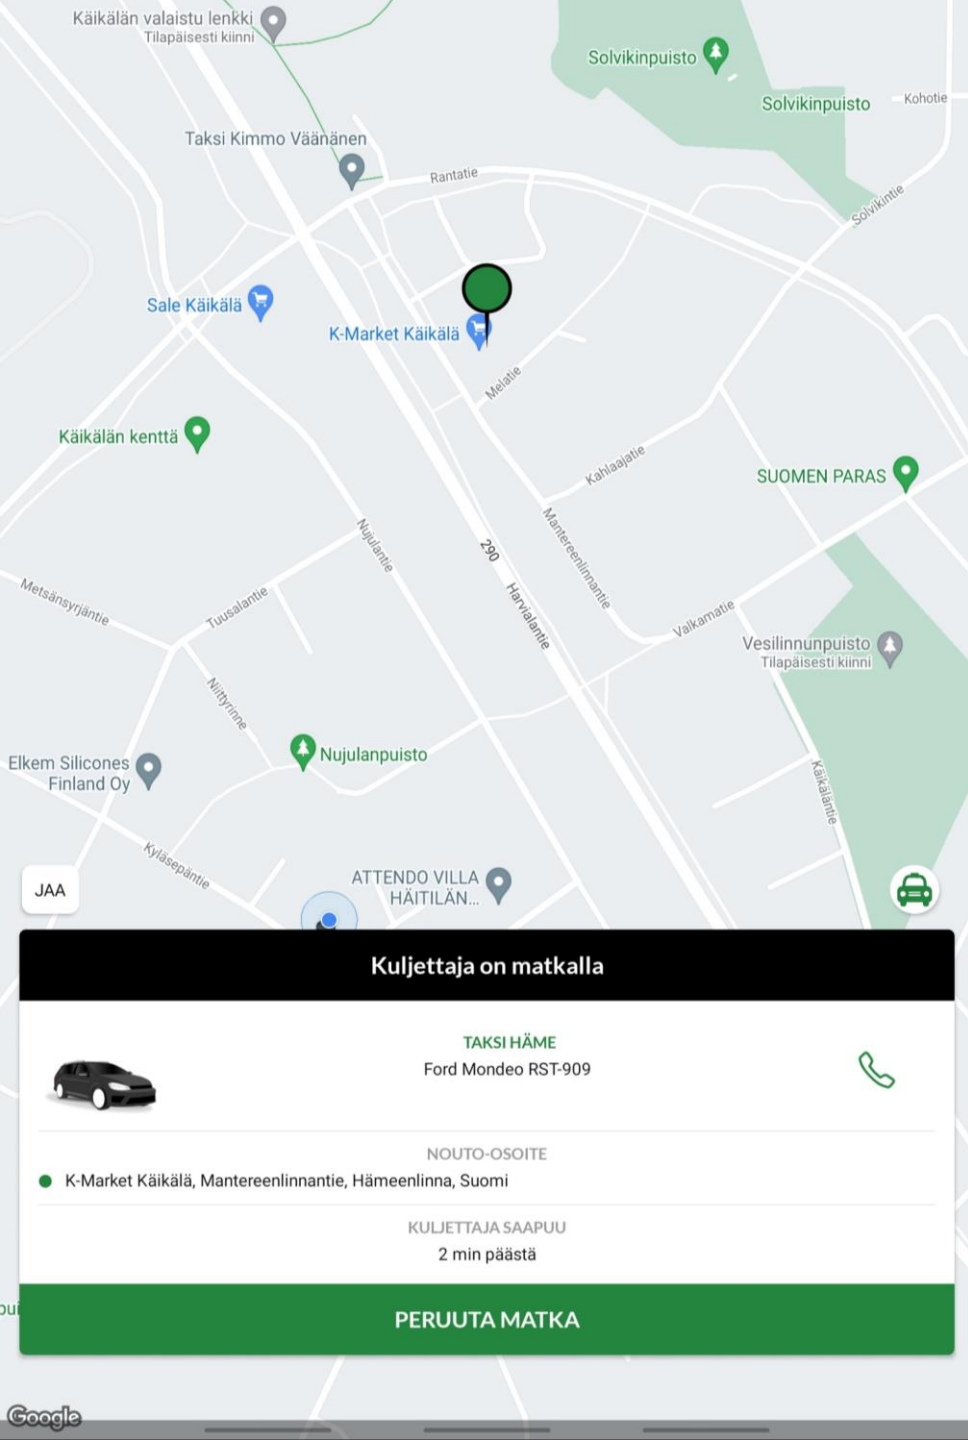 Käikälän valaistu lenkki
Tilapäisesti kiinni
Solvikinpuisto
Solvikinpuisto
Kohotie
Taksi Kimmo Väänänen
Rantatie
Solvikintie
Sale Käikälä
K-Market Käikälä
Melatie
Käikälän kenttä
Kahlaajatie
SUOMEN PARAS
Nujulantie
290
Mantereenlinnantie
Metsänsyrjäntie
Tuusalantie
Harvialantie
Valkamatie
Vesilinnunpuisto
Tilapäisesti kiinni
Niittyrinne
Nujulanpuisto
Elkem Silicones
Finland Oy
Käikäläntie
Kyläsepäntie
ATTENDO VILLA
HÄITILÄN...
JAA
Kuljettaja on matkalla
TAKSI HÄME
Ford Mondeo RST-909
NOUTO-OSOITE
K-Market Käikälä, Mantereenlinnantie, Hämeenlinna, Suomi
KULJETTAJA SAAPUU
2 min päästä
PERUUTA MATKA
Google